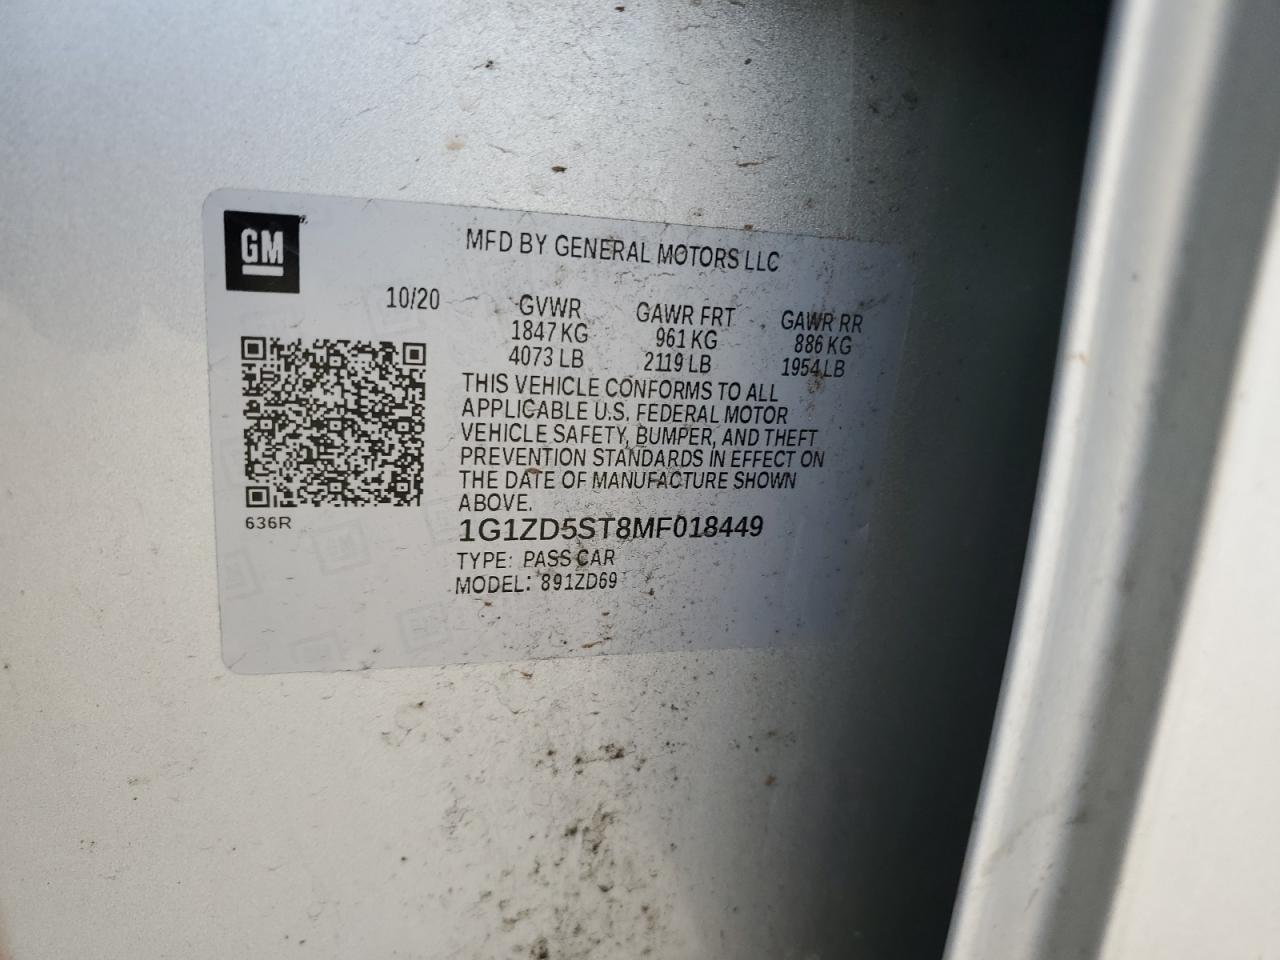 GM
MFD BY GENERAL MOTORS LLC
10/20 GVWR GAWR FRT GAWR RR
1847 KG 961 KG 886 KG
4073 LB 2119 LB 1954 LB
THIS VEHICLE CONFORMS TO ALL
APPLICABLE U.S. FEDERAL MOTOR
VEHICLE SAFETY, BUMPER, AND THEFT
PREVENTION STANDARDS IN EFFECT ON
THE DATE OF MANUFACTURE SHOWN
ABOVE.
636R
1G1ZD5ST8MF018449
TYPE: PASS CAR
MODEL: 891ZD69